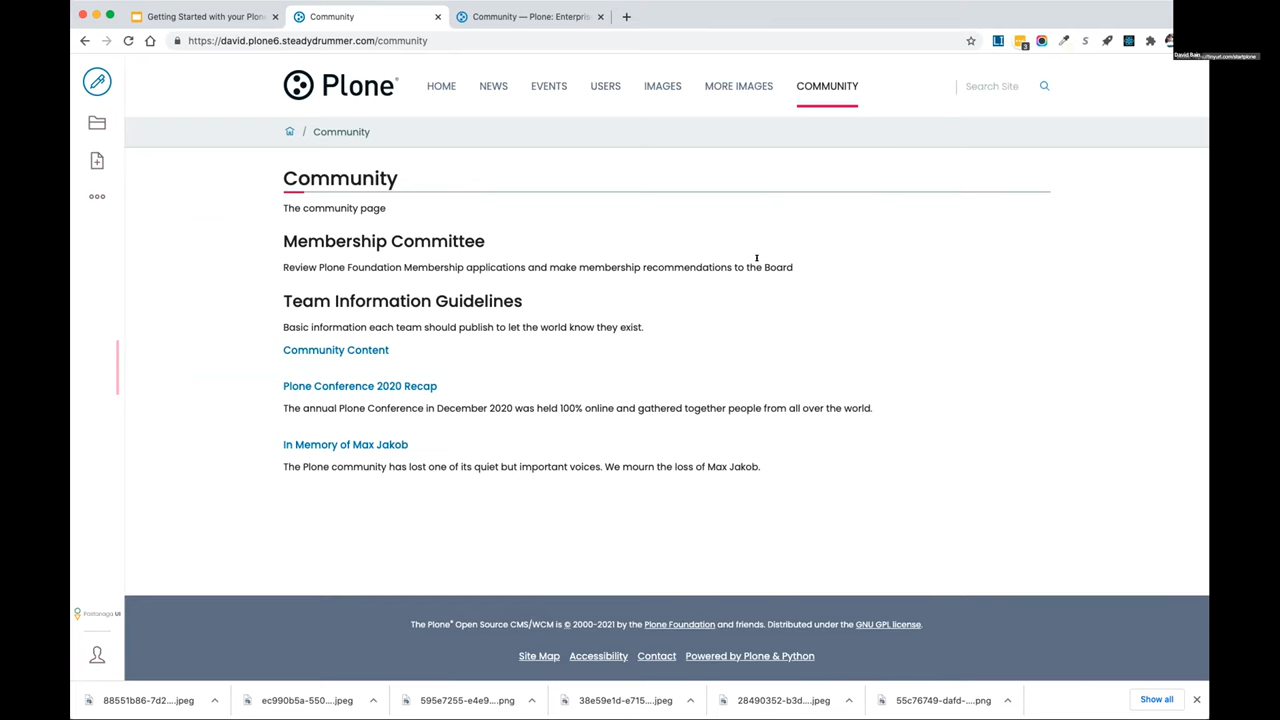 Getting Started with your Plon
Community
Community — Plone: Enterpris
https://david.plone6.steadydrummer.com/community
3
David Bain
Plone®
HOME
NEWS
EVENTS
USERS
IMAGES
MORE IMAGES
COMMUNITY
Search Site
/ Community
Community
The community page
Membership Committee
Review Plone Foundation Membership applications and make membership recommendations to the Board
Team Information Guidelines
Basic information each team should publish to let the world know they exist.
Community Content
Plone Conference 2020 Recap
The annual Plone Conference in December 2020 was held 100% online and gathered together people from all over the world.
In Memory of Max Jakob
The Plone community has lost one of its quiet but important voices. We mourn the loss of Max Jakob.
Pastanaga UI
The Plone® Open Source CMS/WCM is © 2000-2021 by the Plone Foundation and friends. Distributed under the GNU GPL license.
Site Map
Accessibility
Contact
Powered by Plone & Python
88551b86-7d2....jpeg
ec990b5a-550....jpeg
595e7255-e4e9....png
38e59e1d-e715....jpeg
28490352-b3d....jpeg
55c76749-dafd-....png
Show all